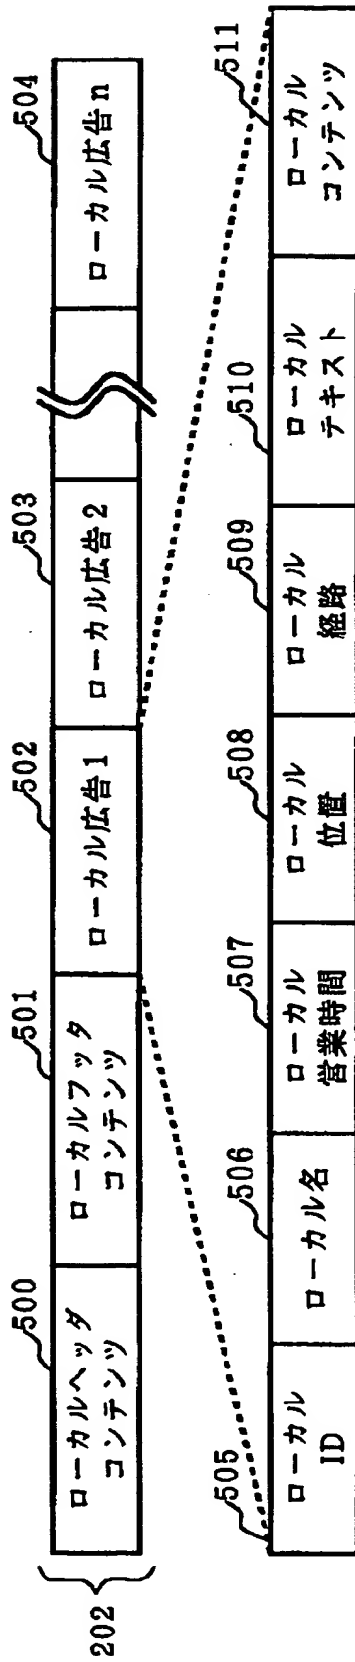 202
500
ローカルヘッダ
コンテンツ
501
ローカルフッタ
コンテンツ
502
ローカル広告1
503
ローカル広告2
504
ローカル広告n
505
ローカル
ID
506
ローカル名
507
ローカル
営業時間
508
ローカル
位置
509
ローカル
経路
510
ローカル
テキスト
511
ローカル
コンテンツ